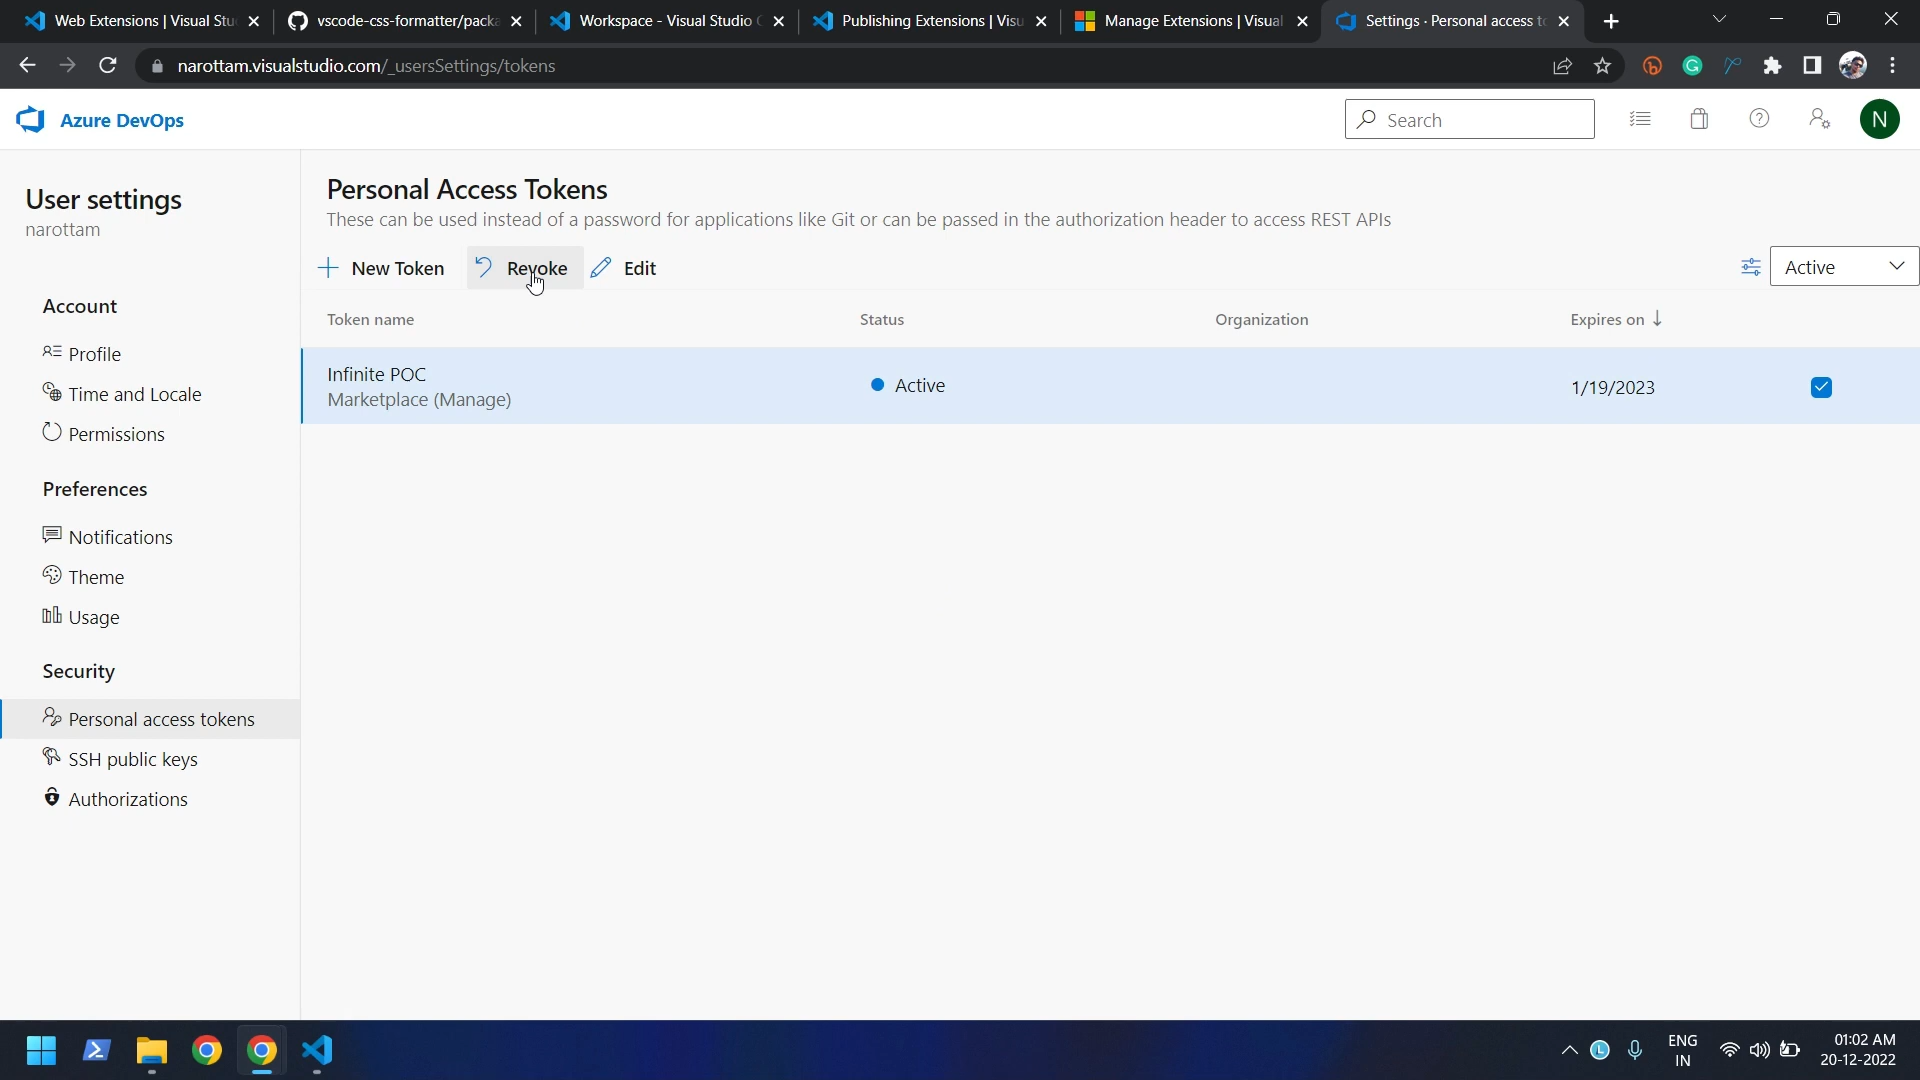 Web Extensions | Visual Stu
vscode-css-formatter/packa
Workspace - Visual Studio C
Publishing Extensions | Visu
Manage Extensions | Visual
Settings · Personal access to
narottam.visualstudio.com/_usersSettings/tokens
Azure DevOps
Search
N
User settings
narottam
Account
Profile
Time and Locale
Permissions
Preferences
Notifications
Theme
Usage
Security
Personal access tokens
SSH public keys
Authorizations
Personal Access Tokens
These can be used instead of a password for applications like Git or can be passed in the authorization header to access REST APIs
New Token Revoke Edit
Active
Token name Status Organization Expires on
Infinite POC
Marketplace (Manage)
Active
1/19/2023
ENG
IN
01:02 AM
20-12-2022